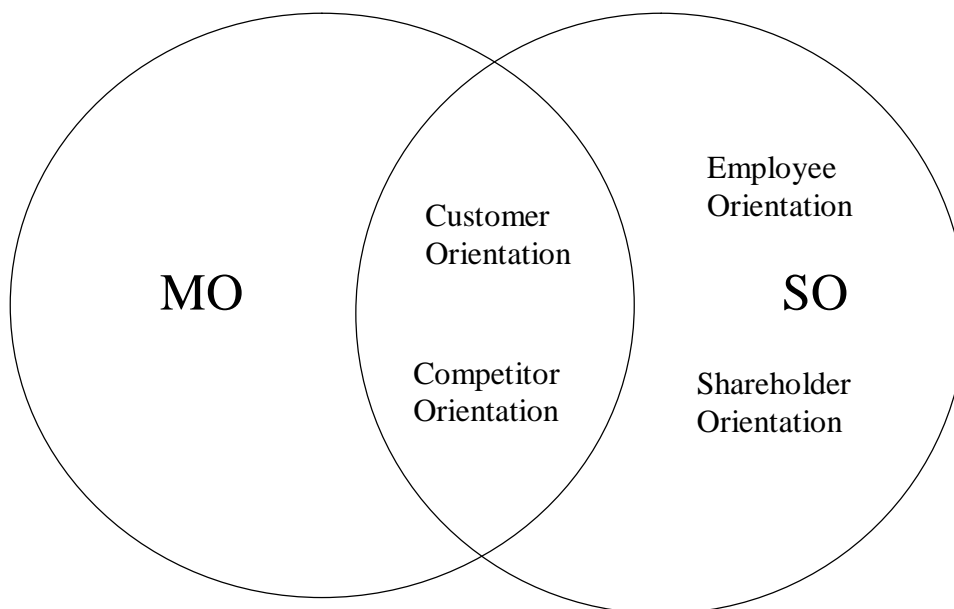 MO
Customer
Orientation
Competitor
Orientation
Employee
Orientation
SO
Shareholder
Orientation